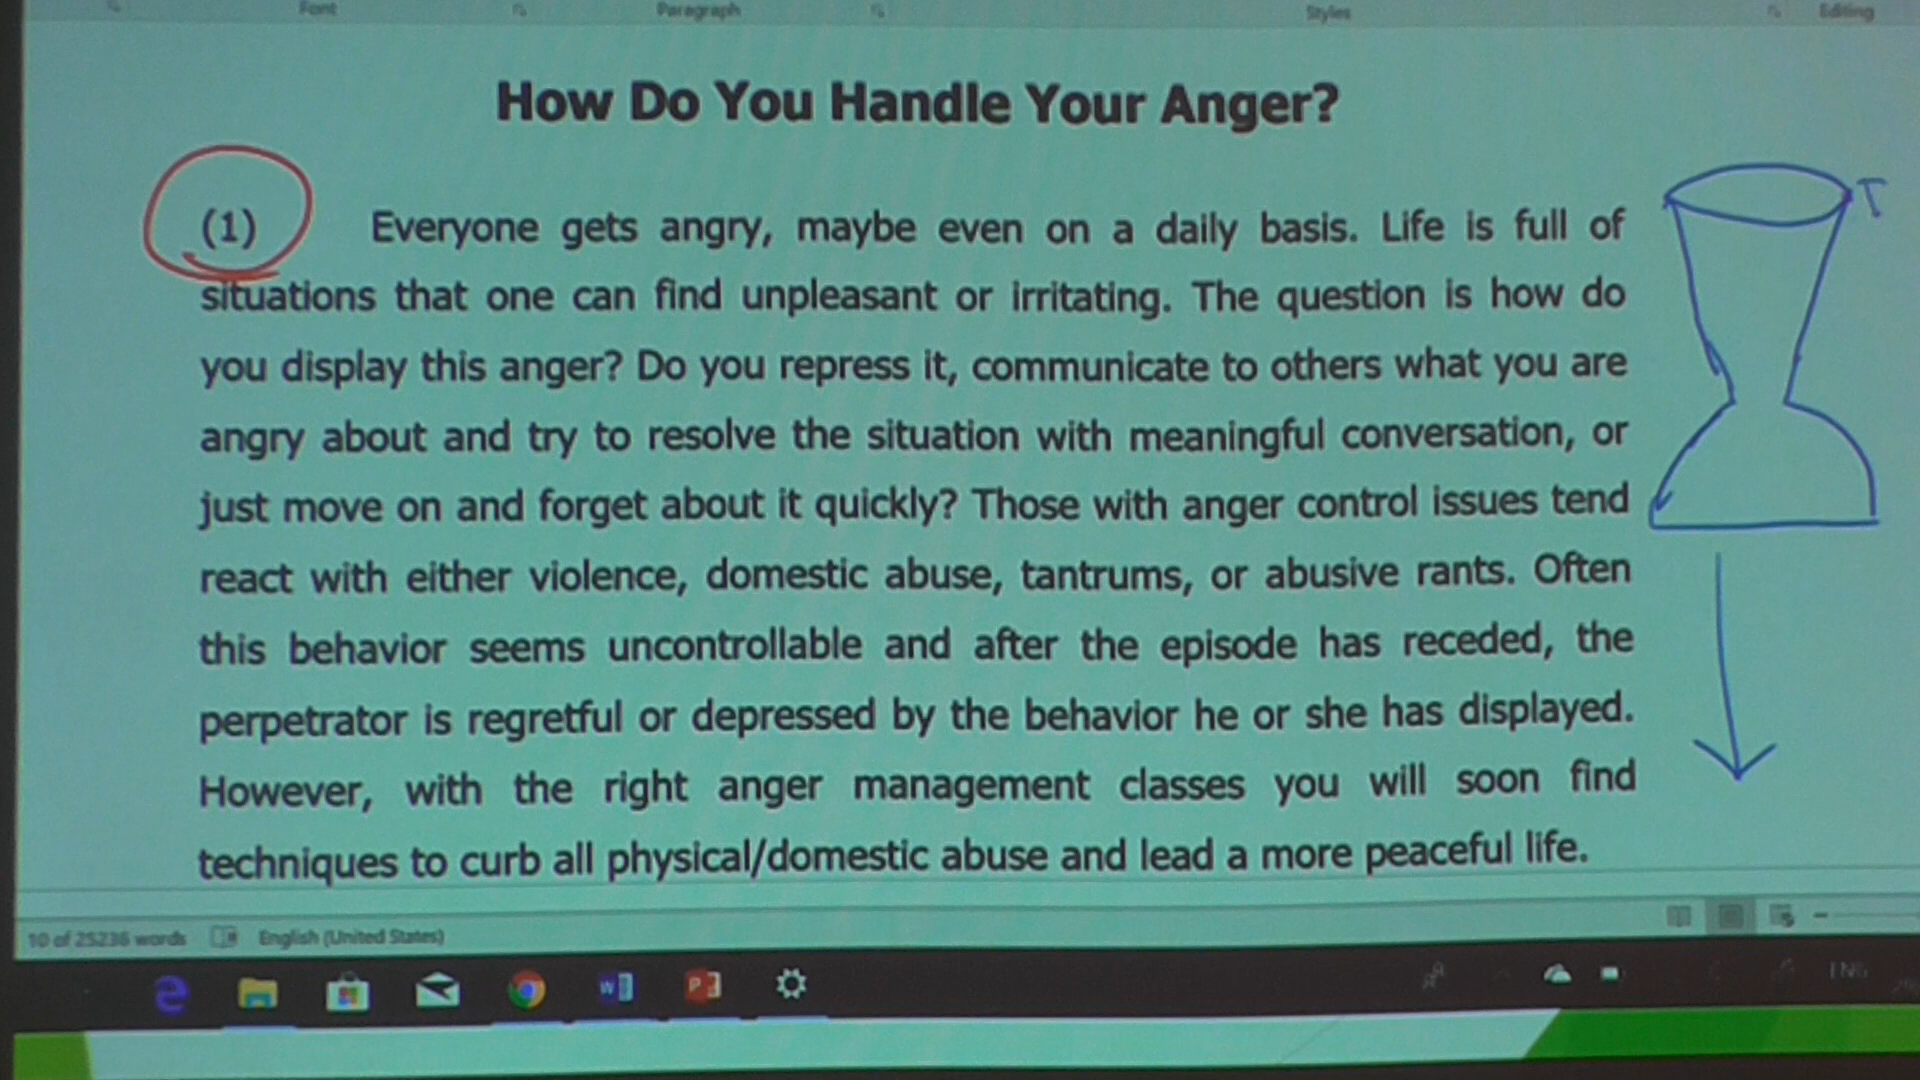 Font Paragraph Styles Editing
How Do You Handle Your Anger?
(1) Everyone gets angry, maybe even on a daily basis. Life is full of
situations that one can find unpleasant or irritating. The question is how do
you display this anger? Do you repress it, communicate to others what you are
angry about and try to resolve the situation with meaningful conversation, or
just move on and forget about it quickly? Those with anger control issues tend
react with either violence, domestic abuse, tantrums, or abusive rants. Often
this behavior seems uncontrollable and after the episode has receded, the
perpetrator is regretful or depressed by the behavior he or she has displayed.
However, with the right anger management classes you will soon find
techniques to curb all physical/domestic abuse and lead a more peaceful life.
10 of 25236 words English (United States)
ENG